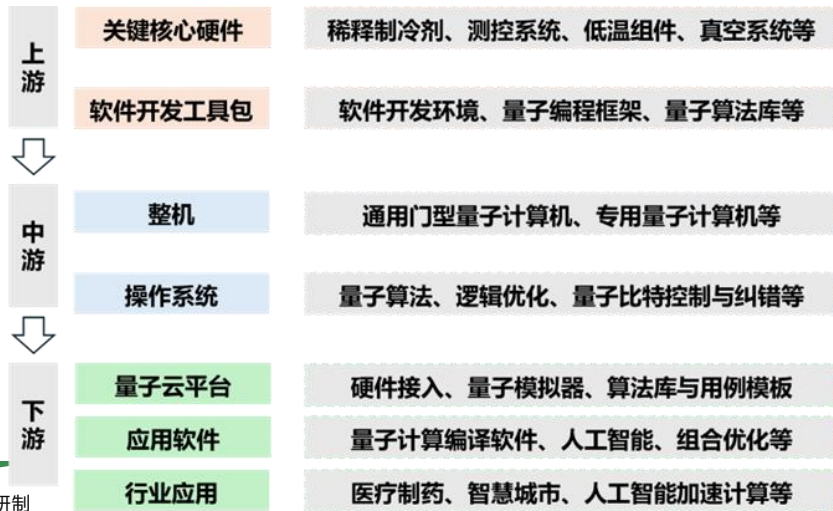 上游
关键核心硬件
稀释制冷剂、测控系统、低温组件、真空系统等
软件开发工具包
软件开发环境、量子编程框架、量子算法库等
中游
整机
通用门型量子计算机、专用量子计算机等
操作系统
量子算法、逻辑优化、量子比特控制与纠错等
下游
量子云平台
硬件接入、量子模拟器、算法库与用例模板
应用软件
量子计算编译软件、人工智能、组合优化等
行业应用
医疗制药、智慧城市、人工智能加速计算等
研制